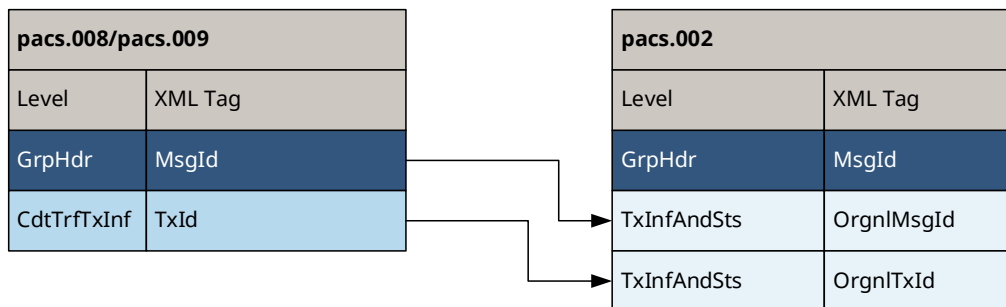 pacs.008/pacs.009
Level XML Tag
GrpHdr MsgId
CdtTrfTxInf TxId
pacs.002
Level XML Tag
GrpHdr MsgId
TxInfAndSts OrgnlMsgId
TxInfAndSts OrgnlTxId